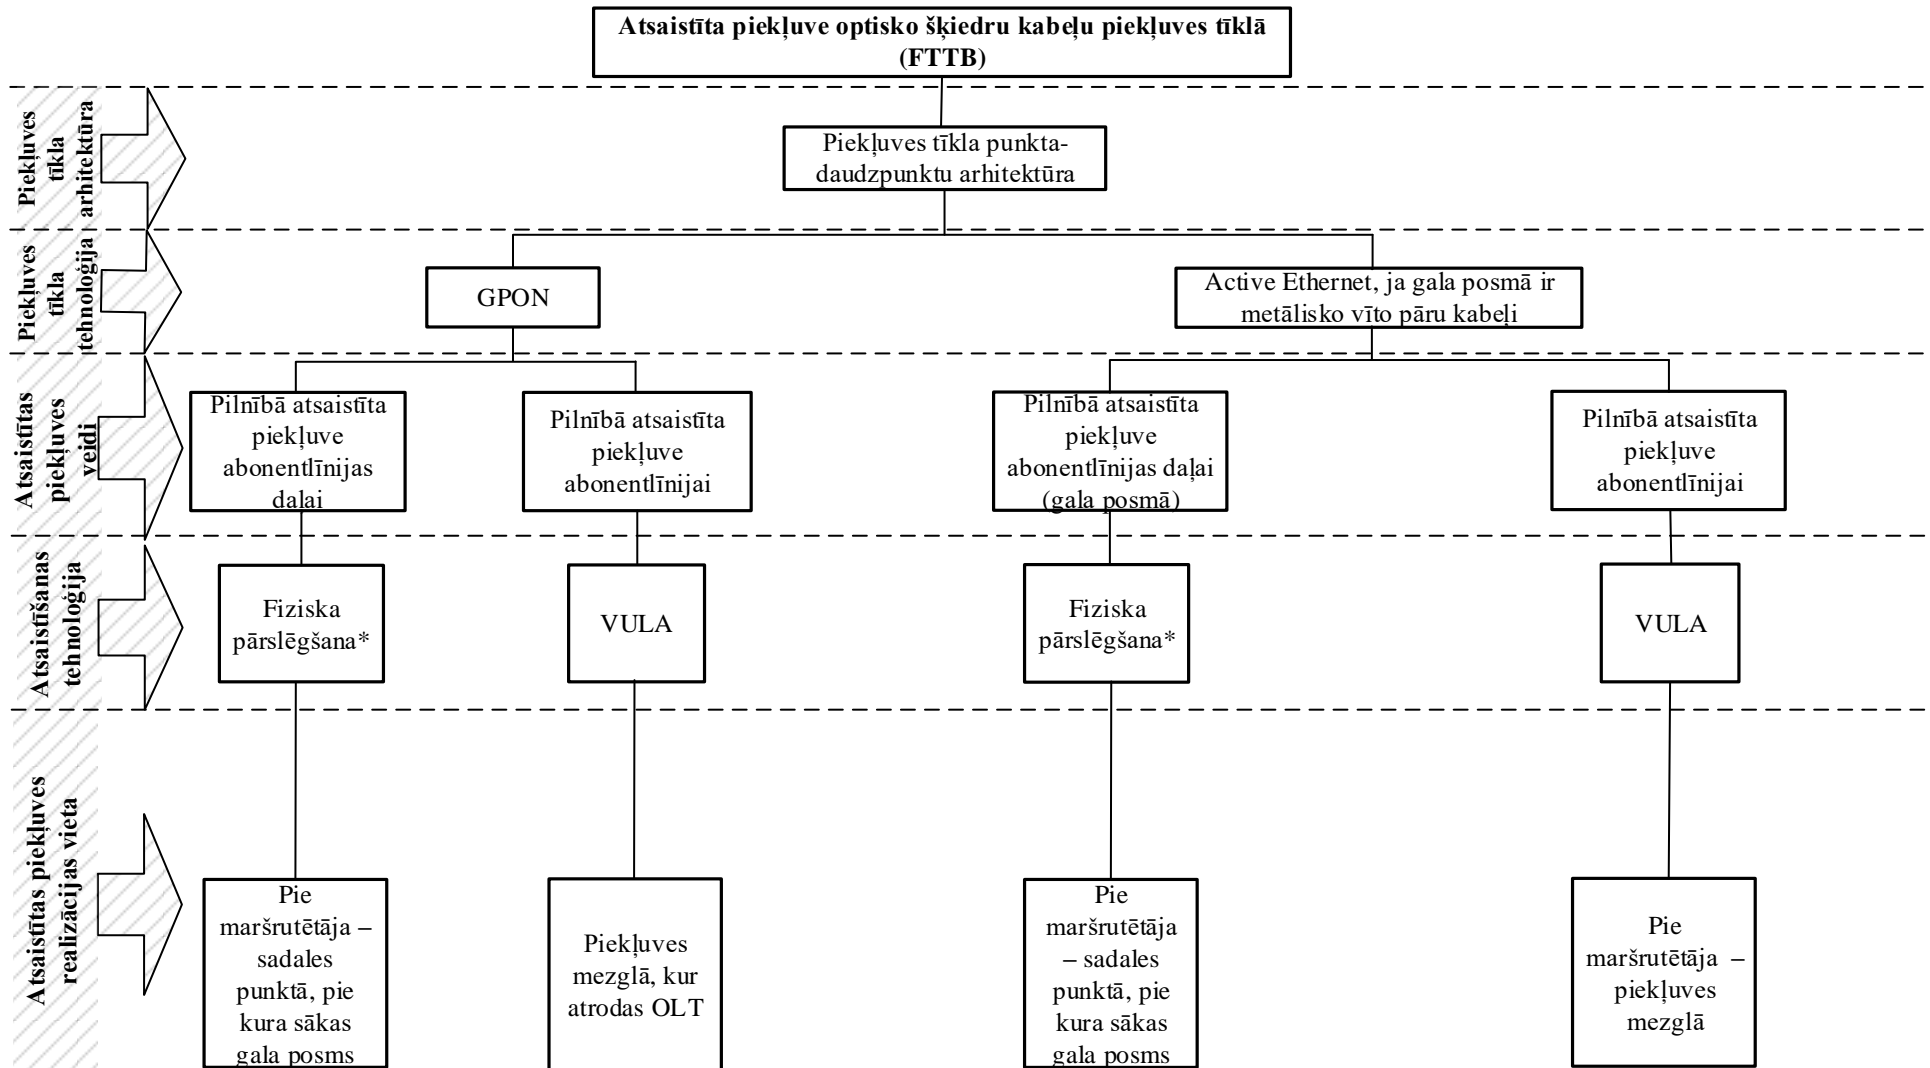 Atsaistīta piekļuve optisko šķiedru kabeļu piekļuves tīklā
(FTTB)
Piekļuves
tīkla
arhitektūra
Piekļuves tīkla punkta-
daudzpunktu arhitektūra
Piekļuves
tīkla
tehnoloģija
GPON
Active Ethernet, ja gala posmā ir
metālisko vīto pāru kabeļi
Atsaistītas
piekļuves
veidi
Pilnībā atsaistīta
piekļuve
abonentlīnijas
daļai
Pilnībā atsaistīta
piekļuve
abonentlīnijai
Pilnībā atsaistīta
piekļuve
abonentlīnijas daļai
(gala posmā)
Pilnībā atsaistīta
piekļuve
abonentlīnijai
Atsaistīšanas
tehnoloģija
Fiziska
pārslēgšana*
VULA
Fiziska
pārslēgšana*
VULA
Atsaistītas piekļuves
realizācijas vieta
Pie
maršrutētāja –
sadales
punktā, pie
kura sākas
gala posms
Piekļuves
mezglā, kur
atrodas OLT
Pie
maršrutētāja
– sadales
punktā, pie
kura sākas
gala posms
Pie
maršrutētāja –
piekļuves
mezglā